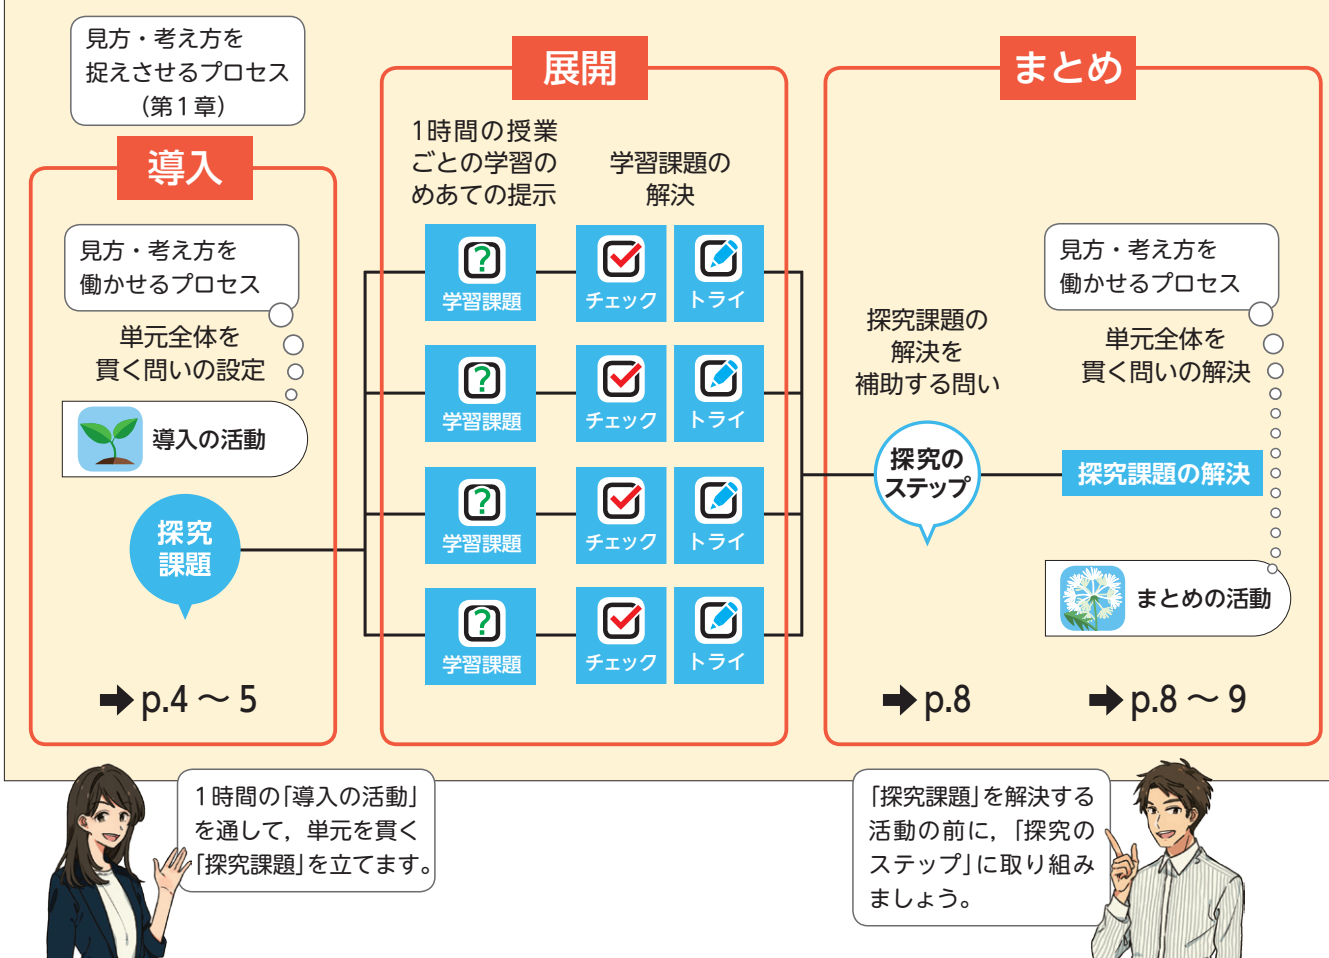 見方・考え方を
捉えさせるプロセス
（第１章）
導入
見方・考え方を
働かせるプロセス
単元全体を
貫く問いの設定
導入の活動
探究
課題
➡p.4～5
展開
1時間の授業
ごとの学習の
めあての提示
学習課題の
解決
?
学習課題
チェック
トライ
?
学習課題
チェック
トライ
?
学習課題
チェック
トライ
?
学習課題
チェック
トライ
まとめ
探究課題の
解決を
補助する問い
探究の
ステップ
➡p.8
見方・考え方を
働かせるプロセス
単元全体を
貫く問いの解決
探究課題の解決
まとめの活動
➡p.8～9
1時間の「導入の活動」
を通して，単元を貫く
「探究課題」を立てます。
「探究課題」を解決する
活動の前に，「探究の
ステップ」に取り組み
ましょう。